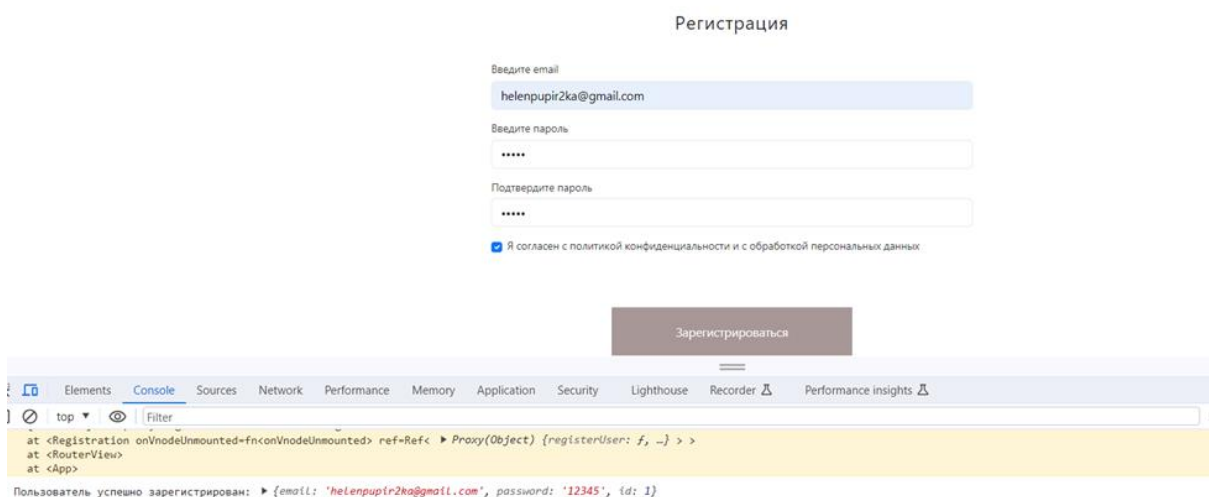 Регистрация
Введите email
helenpupir2ka@gmail.com
Введите пароль
•••••
Подтвердите пароль
•••••
Я согласен с политикой конфиденциальности и с обработкой персональных данных
Зарегистрироваться
Elements Console Sources Network Performance Memory Application Security Lighthouse Recorder Performance insights
top ▼ Filter
at <Registration onVnodeUnmounted=fn<onVnodeUnmounted> ref=Ref< ▶ Proxy(Object) {registerUser: ƒ, …} > >
at <RouterView>
at <App>
Пользователь успешно зарегистрирован: ▶ {email: 'helenpupir2ka@gmail.com', password: '12345', id: 1}